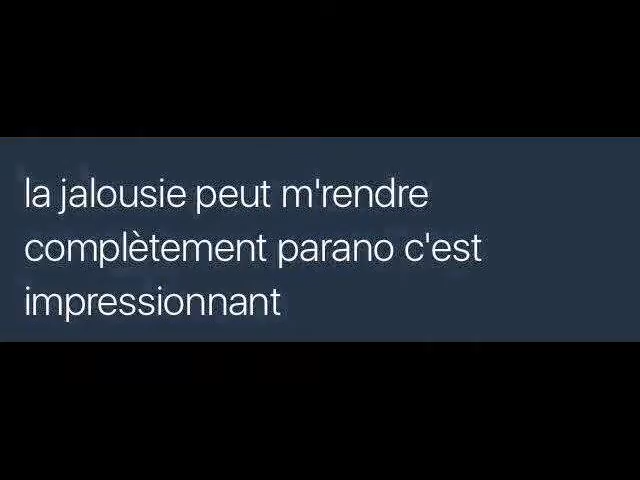 la jalousie peut m'rendre
complètement parano c'est
impressionnant